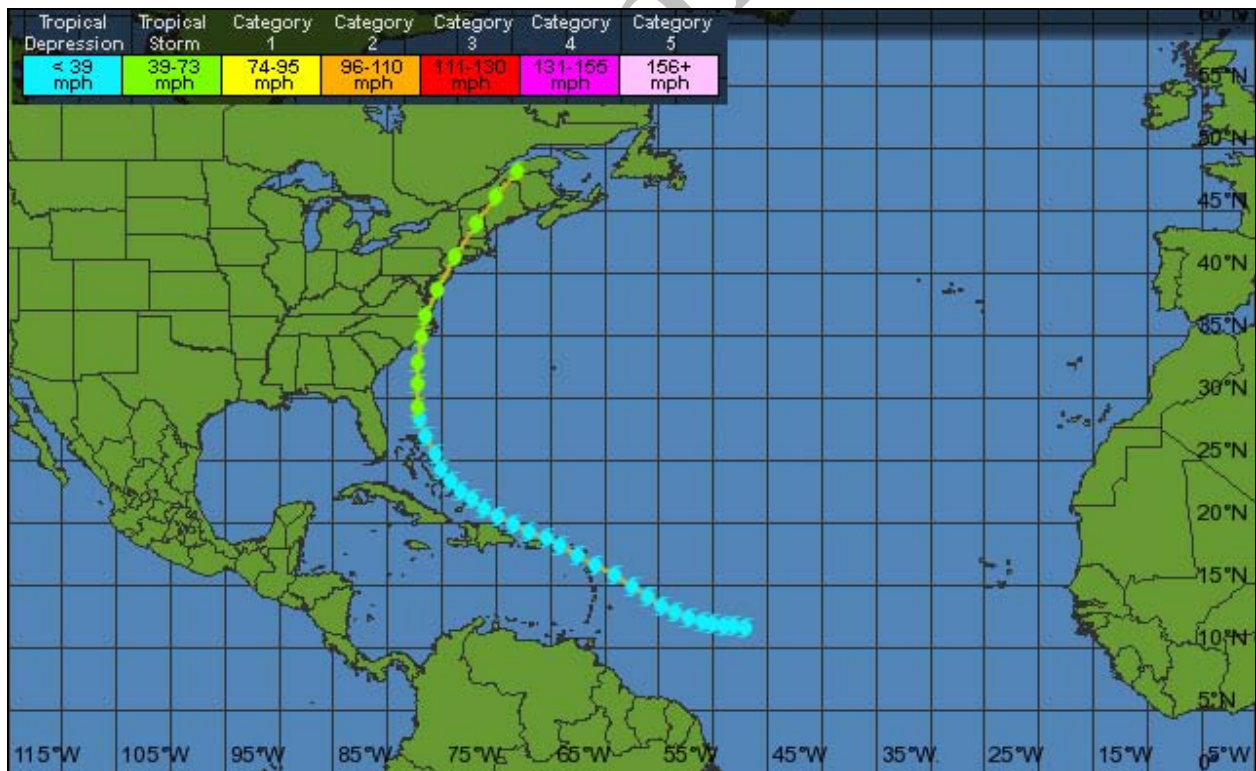 Tropical Depression
< 39 mph
Tropical Storm
39-73 mph
Category 1
74-95 mph
Category 2
96-110 mph
Category 3
111-130 mph
Category 4
131-155 mph
Category 5
156+ mph
55°N
50°N
45°N
40°N
35°N
30°N
25°N
20°N
15°N
10°N
5°N
0°
115°W 105°W 95°W 85°W 75°W 65°W 55°W 45°W 35°W 25°W 15°W 5°W